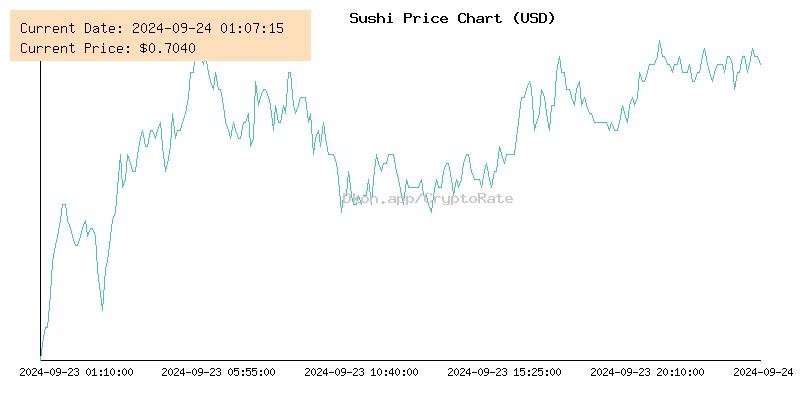 Sushi Price Chart (USD)
Current Date: 2024-09-24 01:07:15
Current Price: $0.7040
Dkon.app/CryptoRate
2024-09-23 01:10:00 2024-09-23 05:55:00 2024-09-23 10:40:00 2024-09-23 15:25:00 2024-09-23 20:10:00 2024-09-24